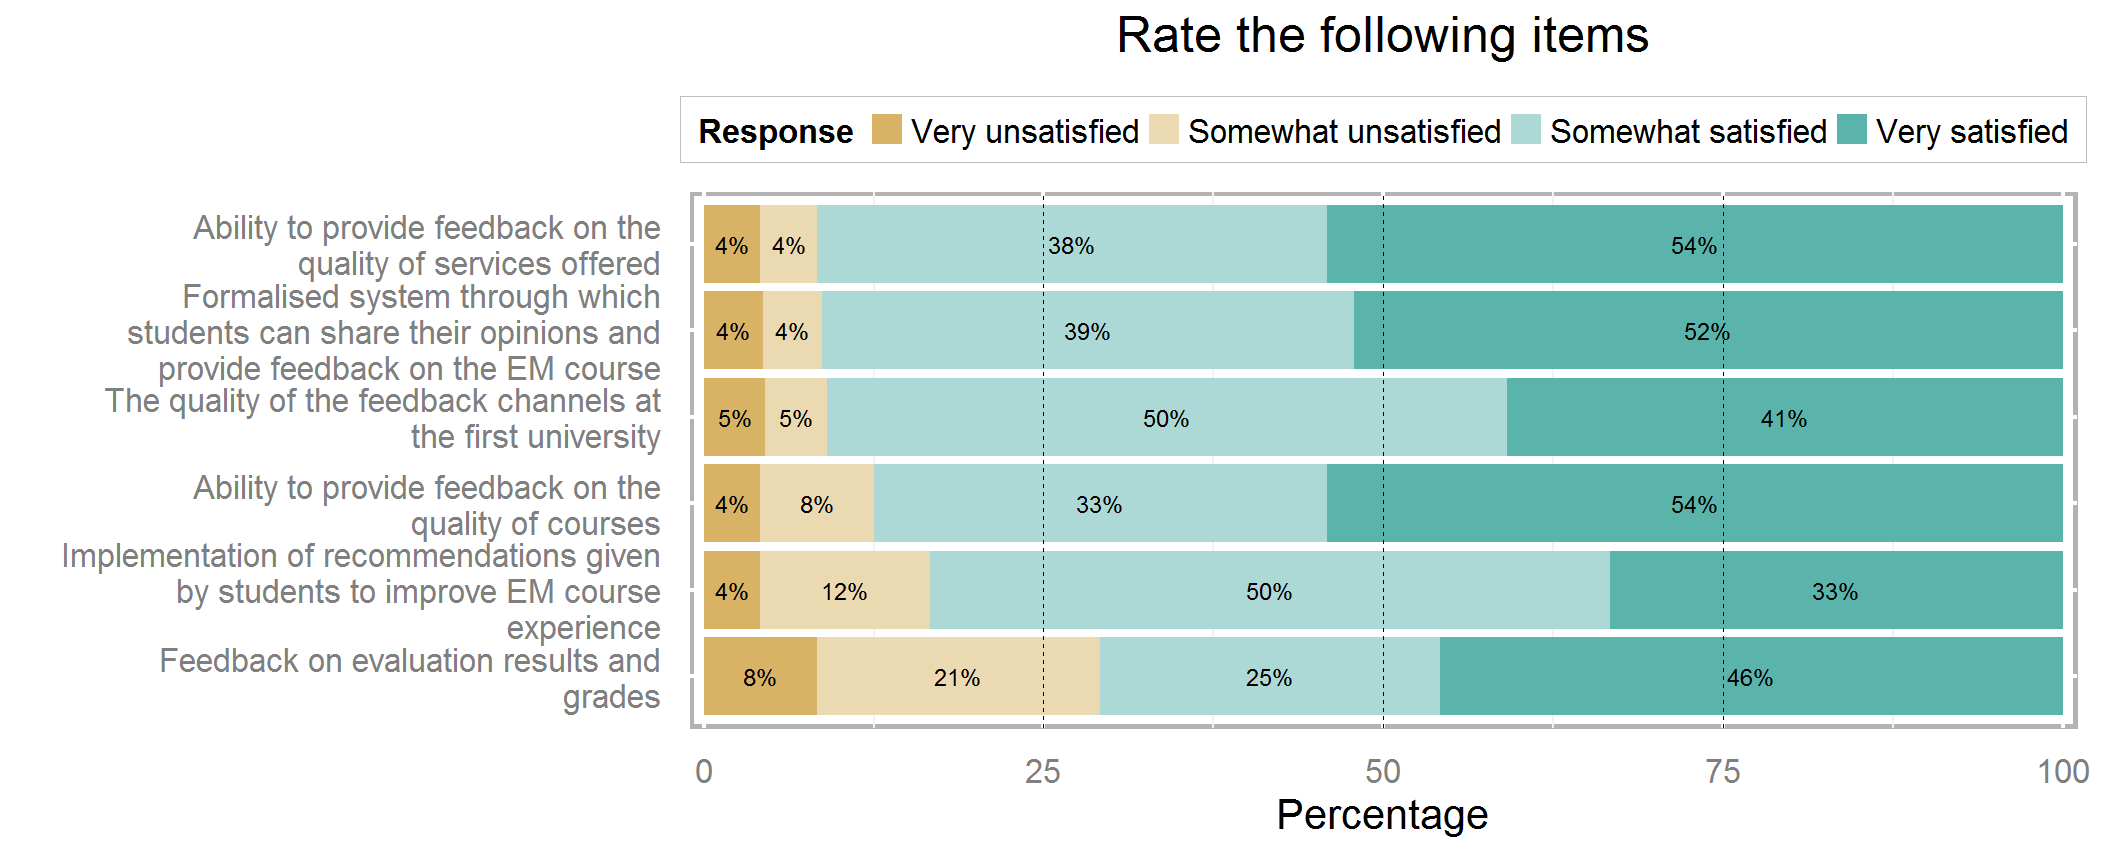 Rate the following items
Response Very unsatisfied Somewhat unsatisfied Somewhat satisfied Very satisfied
Ability to provide feedback on the
quality of services offered
4% 4% 38% 54%
Formalised system through which
students can share their opinions and
provide feedback on the EM course
4% 4% 39% 52%
The quality of the feedback channels at
the first university
5% 5% 50% 41%
Ability to provide feedback on the
quality of courses
4% 8% 33% 54%
Implementation of recommendations given
by students to improve EM course
experience
4% 12% 50% 33%
Feedback on evaluation results and
grades
8% 21% 25% 46%
0 25 50 75 100
Percentage